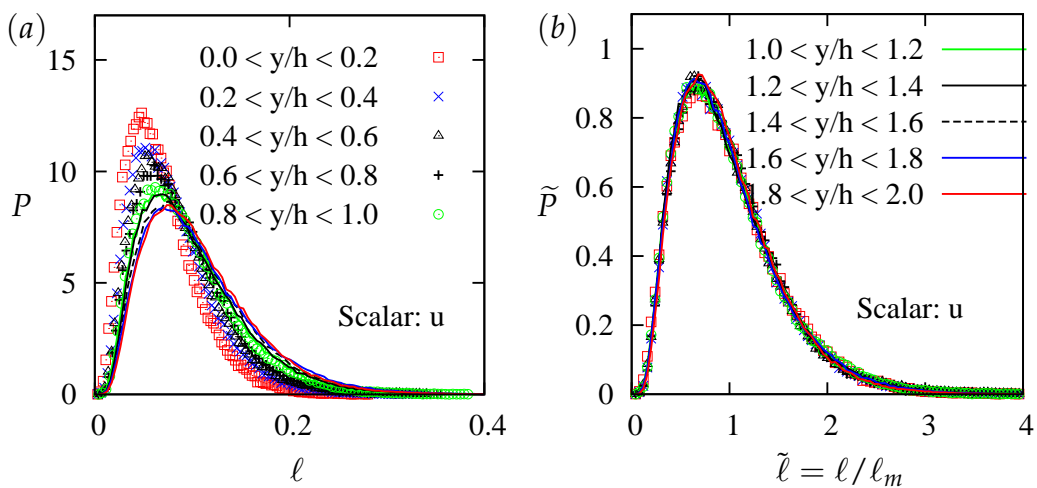 (a)
15
10
5
0
P
0.0 < y/h < 0.2
0.2 < y/h < 0.4
0.4 < y/h < 0.6
0.6 < y/h < 0.8
0.8 < y/h < 1.0
Scalar: u
0
0.2
0.4
ℓ
(b)
1
0.8
0.6
0.4
0.2
0
P̃
1.0 < y/h < 1.2
1.2 < y/h < 1.4
1.4 < y/h < 1.6
1.6 < y/h < 1.8
1.8 < y/h < 2.0
Scalar: u
0
1
2
3
4
ℓ̃ = ℓ/ℓm